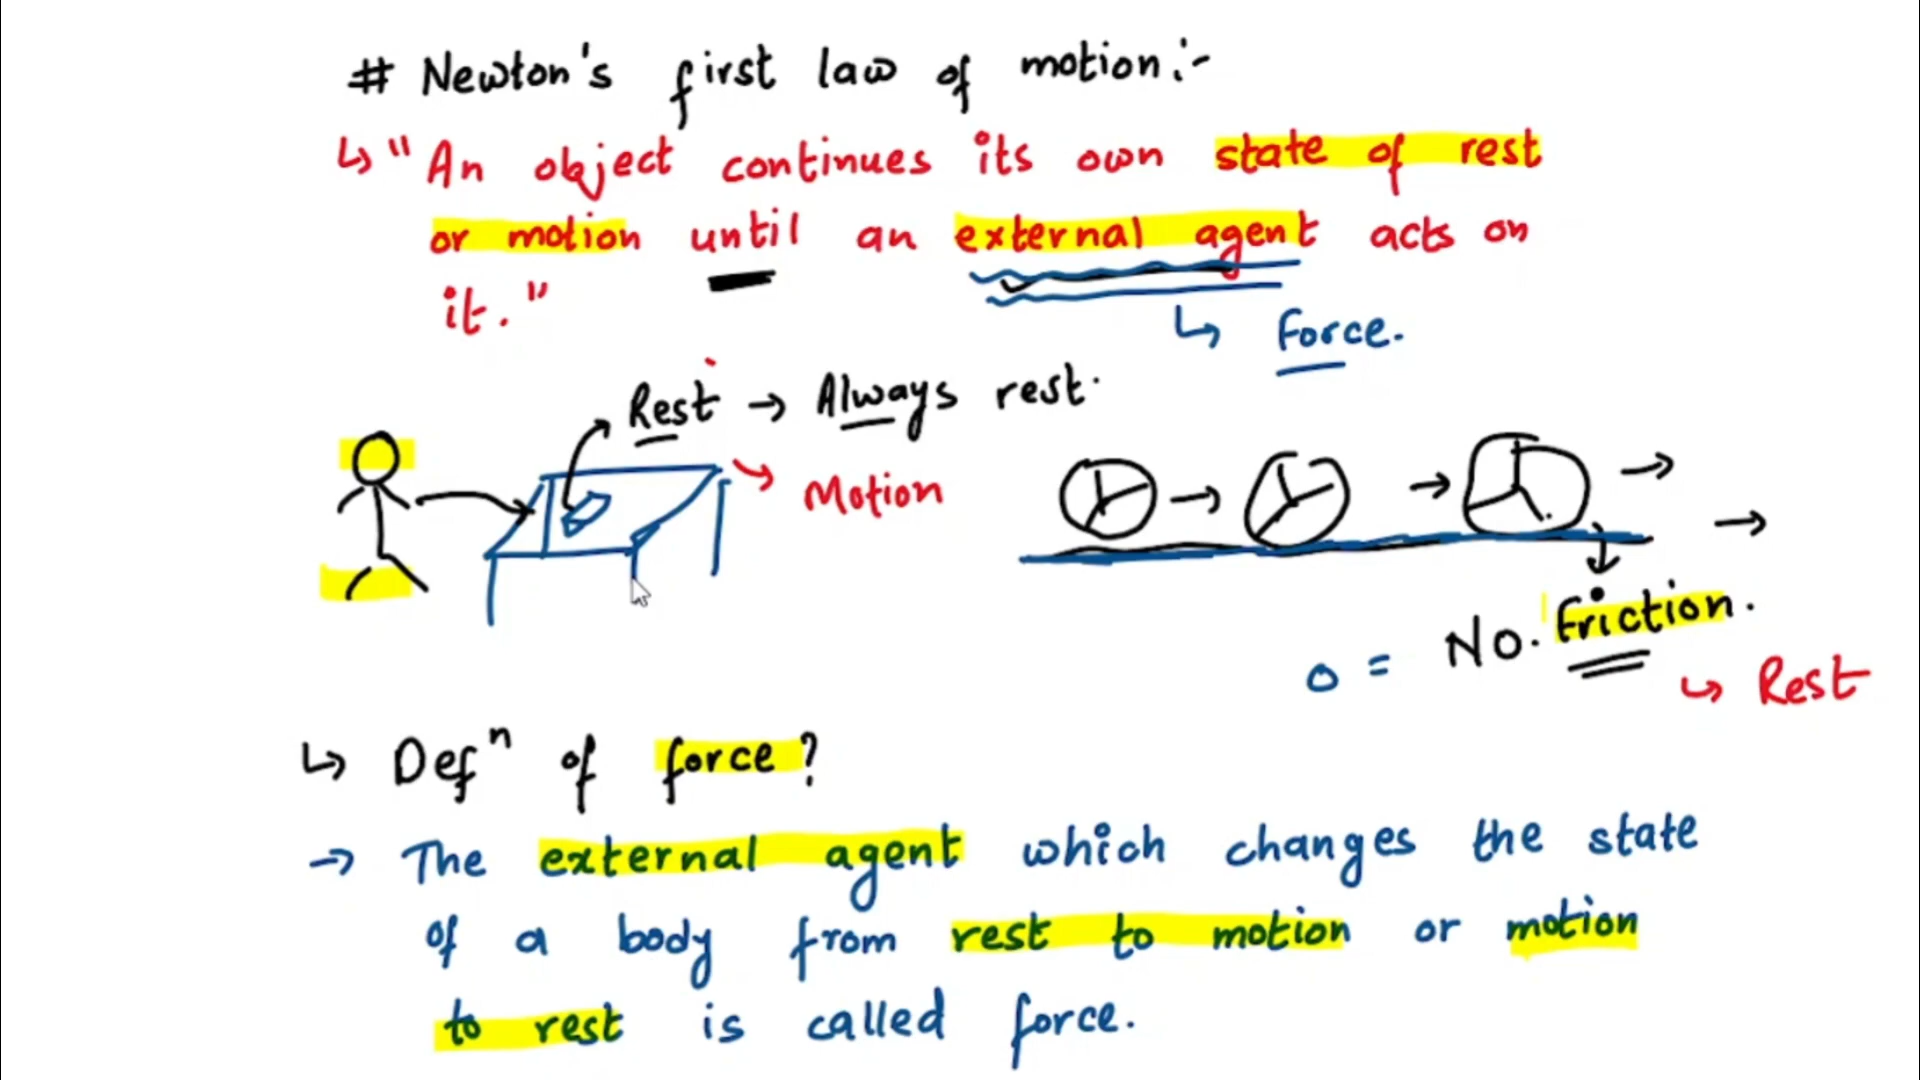 # Newton's first law of motion:-
↳ "An object continues its own state of rest
or motion until an external agent acts on
it."
↳ Force.
Rest → Always rest.
Motion
0 = No. Friction.
↳ Rest
↳ Defⁿ of force?
→ The external agent which changes the state
of a body from rest to motion or motion
to rest is called force.